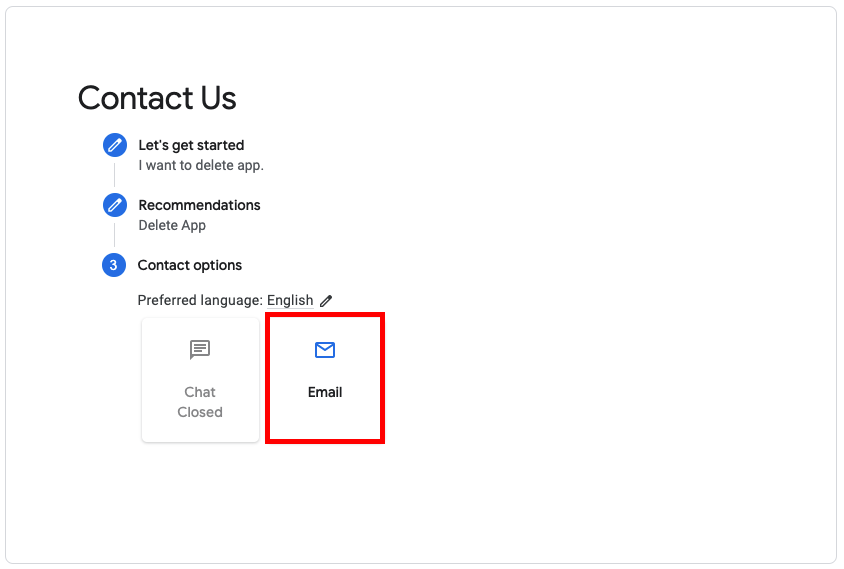 Contact Us
Let's get started
I want to delete app.
Recommendations
Delete App
3 Contact options
Preferred language: English
Chat
Closed
Email